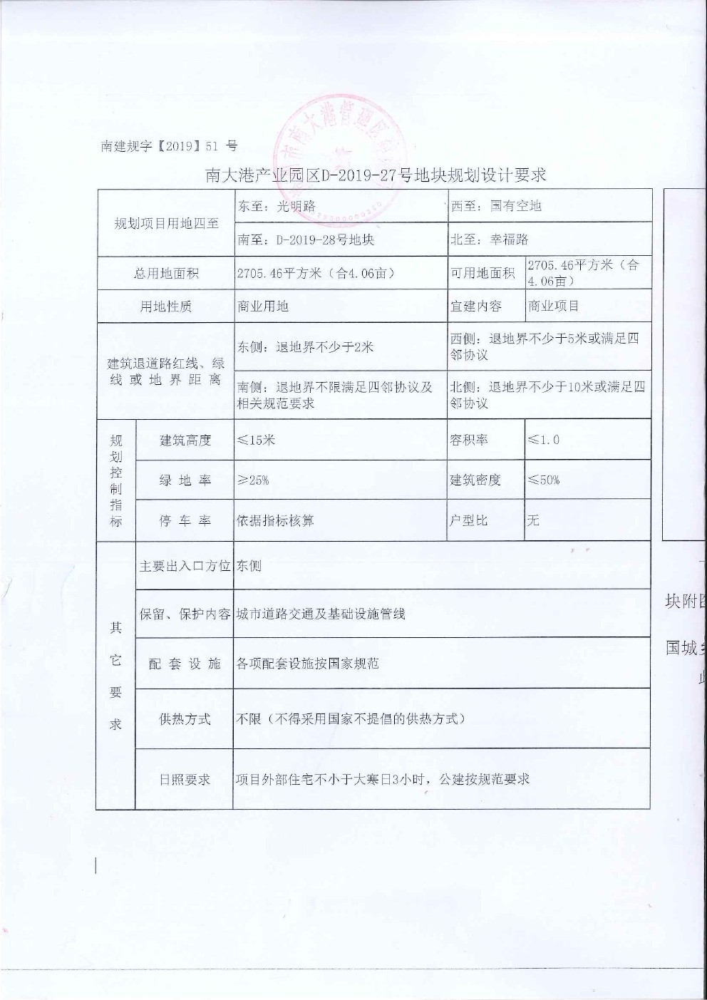 南建规字【2019】51 号
南大港产业园区D-2019-27号地块规划设计要求
规划项目用地四至
东至：光明路
西至：国有空地
南至：D-2019-28号地块
北至：幸福路
总用地面积
2705.46平方米（合4.06亩）
可用地面积
2705.46平方米（合
4.06亩）
用地性质
商业用地
宜建内容
商业项目
建筑退道路红线、绿
线或地界距离
东侧：退地界不少于2米
西侧：退地界不少于5米或满足四
邻协议
南侧：退地界不限满足四邻协议及
相关规范要求
北侧：退地界不少于10米或满足四
邻协议
规划控制指标
建筑高度
≤15米
容积率
≤1.0
绿地率
≥25%
建筑密度
≤50%
停车率
依据指标核算
户型比
无
其它要求
主要出入口方位
东侧
保留、保护内容
城市道路交通及基础设施管线
配套设施
各项配套设施按国家规范
供热方式
不限（不得采用国家不提倡的供热方式）
日照要求
项目外部住宅不小于大寒日3小时，公建按规范要求
块附
国城